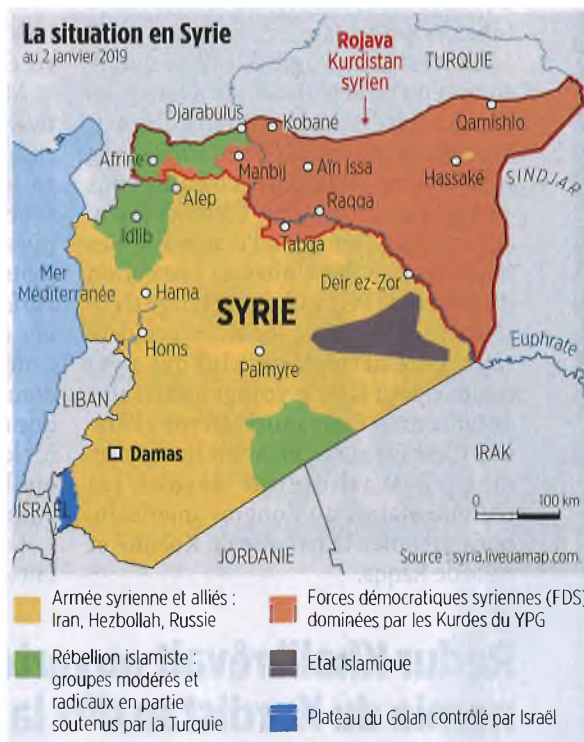 La situation en Syrie
au 2 janvier 2019
Rojava
Kurdistan
syrien
TURQUIE
Djarabulus
Kobané
Qamishlo
Afrine
Manbij
Aïn Issa
Hassaké
SINDJAR
Alep
Raqqa
Idlib
Tabqa
Mer
Méditerranée
Deir ez-Zor
Hama
SYRIE
Homs
Palmyre
Euphrate
LIBAN
Damas
IRAK
ISRAËL
0 100 km
JORDANIE
Source : syria.liveuamap.com.
Armée syrienne et alliés :
Iran, Hezbollah, Russie
Rébellion islamiste :
groupes modérés et
radicaux en partie
soutenus par la Turquie
Forces démocratiques syriennes (FDS)
dominées par les Kurdes du YPG
Etat islamique
Plateau du Golan contrôlé par Israël